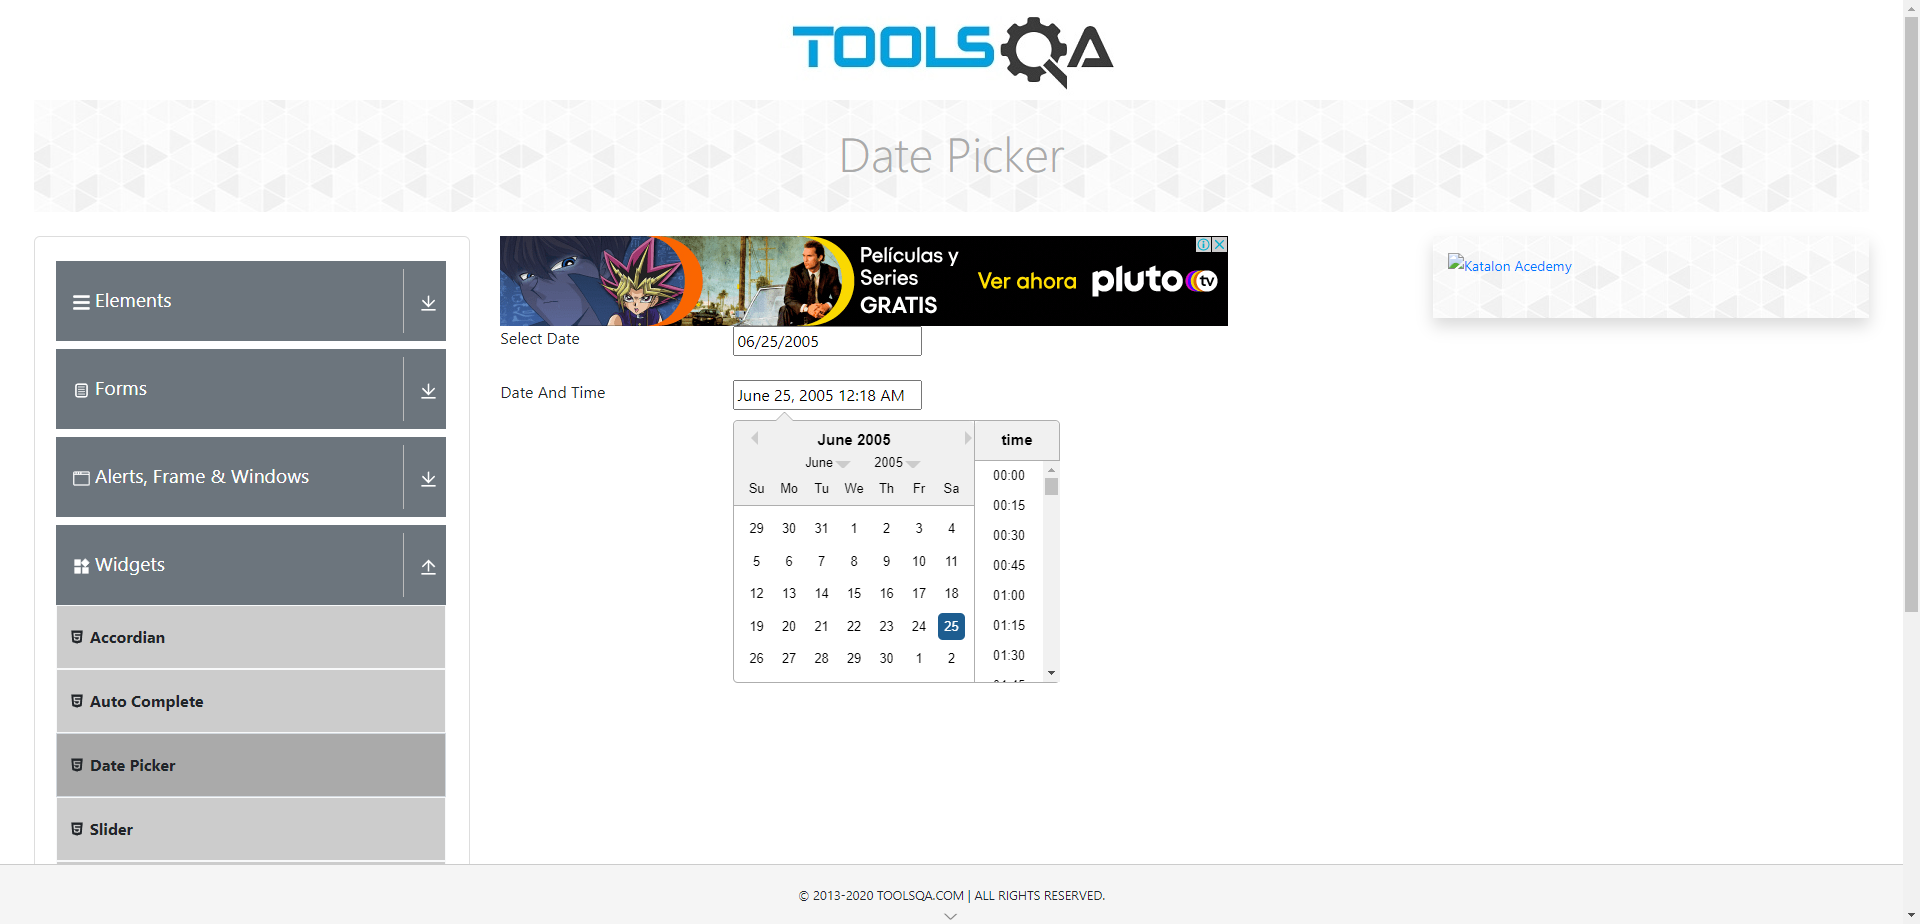 TOOLSQA
Date Picker
Elements
Forms
Alerts, Frame & Windows
Widgets
Accordian
Auto Complete
Date Picker
Slider
Películas y
Series
GRATIS
Ver ahora
pluto tv
Select Date
06/25/2005
Date And Time
June 25, 2005 12:18 AM
June 2005
June 2005
Su Mo Tu We Th Fr Sa
29 30 31 1 2 3 4
5 6 7 8 9 10 11
12 13 14 15 16 17 18
19 20 21 22 23 24 25
26 27 28 29 30 1 2
time
00:00
00:15
00:30
00:45
01:00
01:15
01:30
Katalon Acedemy
© 2013-2020 TOOLSQA.COM | ALL RIGHTS RESERVED.